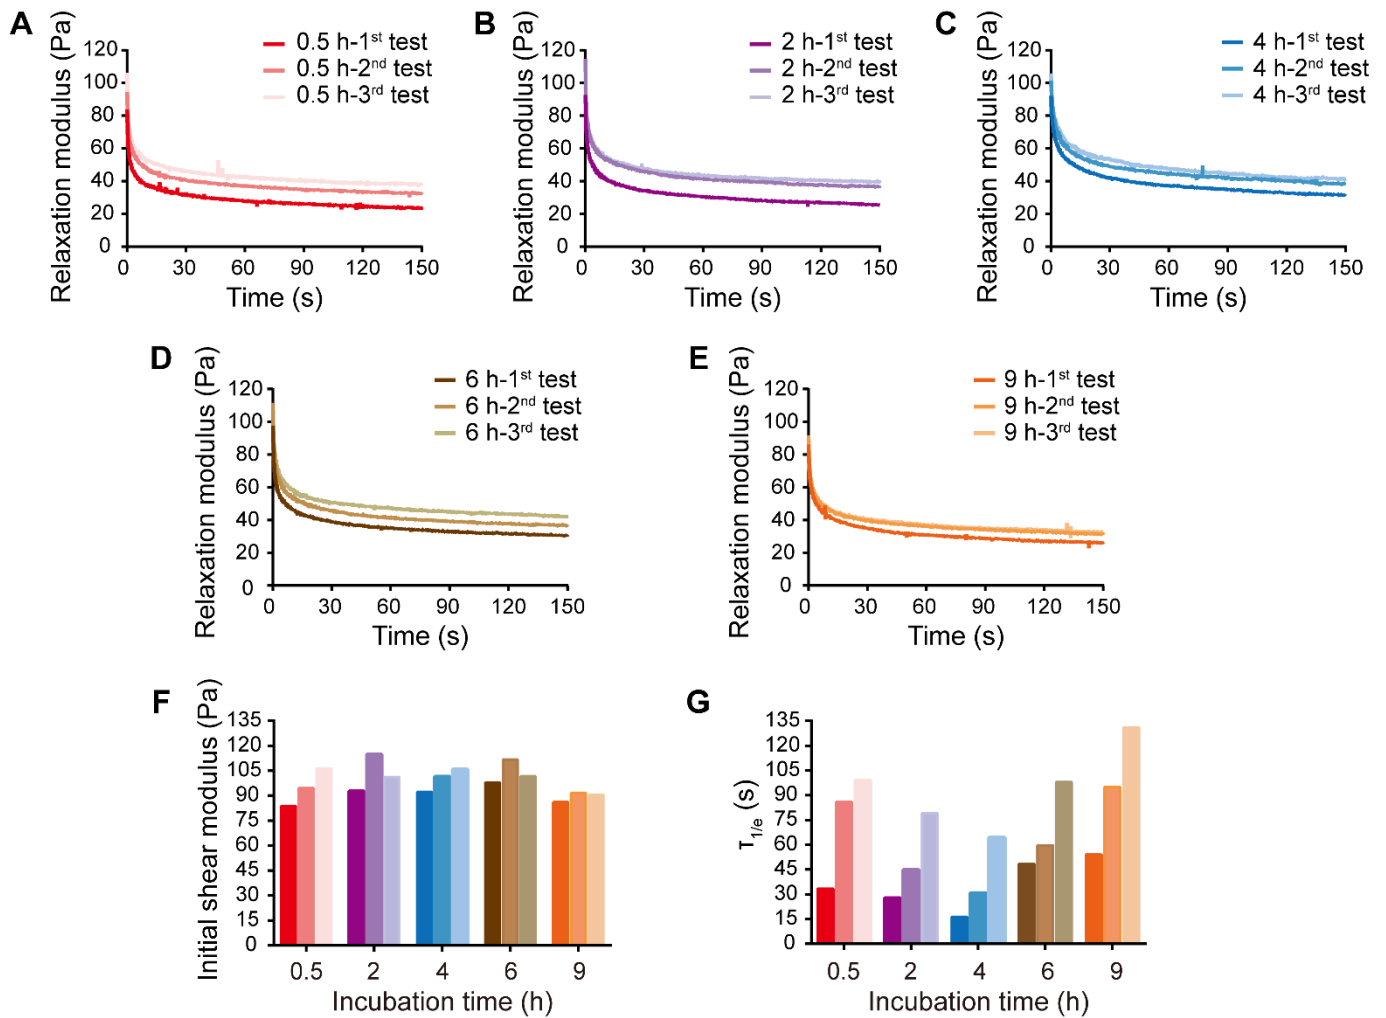 A
Relaxation modulus (Pa)
120
100
80
60
40
20
0
0 30 60 90 120 150
Time (s)
0.5 h-1st test
0.5 h-2nd test
0.5 h-3rd test
B
Relaxation modulus (Pa)
120
100
80
60
40
20
0
0 30 60 90 120 150
Time (s)
2 h-1st test
2 h-2nd test
2 h-3rd test
C
Relaxation modulus (Pa)
120
100
80
60
40
20
0
0 30 60 90 120 150
Time (s)
4 h-1st test
4 h-2nd test
4 h-3rd test
D
Relaxation modulus (Pa)
120
100
80
60
40
20
0
0 30 60 90 120 150
Time (s)
6 h-1st test
6 h-2nd test
6 h-3rd test
E
Relaxation modulus (Pa)
120
100
80
60
40
20
0
0 30 60 90 120 150
Time (s)
9 h-1st test
9 h-2nd test
9 h-3rd test
F
Initial shear modulus (Pa)
135
120
105
90
75
60
45
30
15
0
0.5 2 4 6 9
Incubation time (h)
G
τ1/e (s)
135
120
105
90
75
60
45
30
15
0
0.5 2 4 6 9
Incubation time (h)